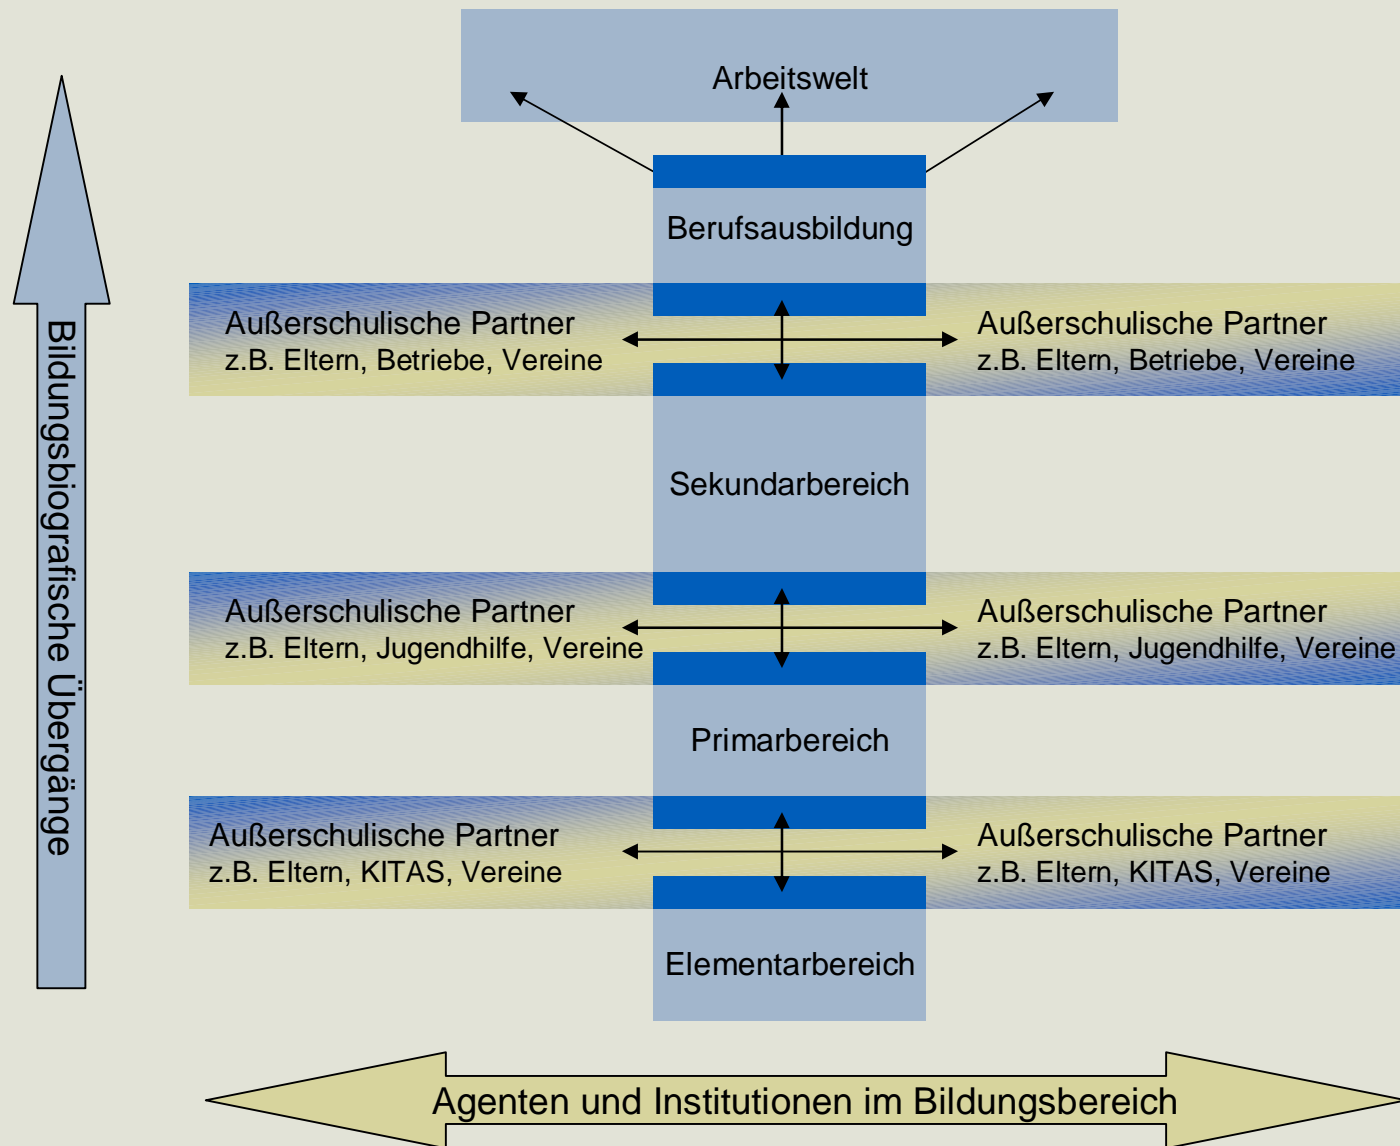 Arbeitswelt
Berufsausbildung
Außerschulische Partner
z.B. Eltern, Betriebe, Vereine
Außerschulische Partner
z.B. Eltern, Betriebe, Vereine
Sekundarbereich
Außerschulische Partner
z.B. Eltern, Jugendhilfe, Vereine
Außerschulische Partner
z.B. Eltern, Jugendhilfe, Vereine
Primarbereich
Außerschulische Partner
z.B. Eltern, KITAS, Vereine
Außerschulische Partner
z.B. Eltern, KITAS, Vereine
Elementarbereich
Bildungsbiografische Übergänge
Agenten und Institutionen im Bildungsbereich